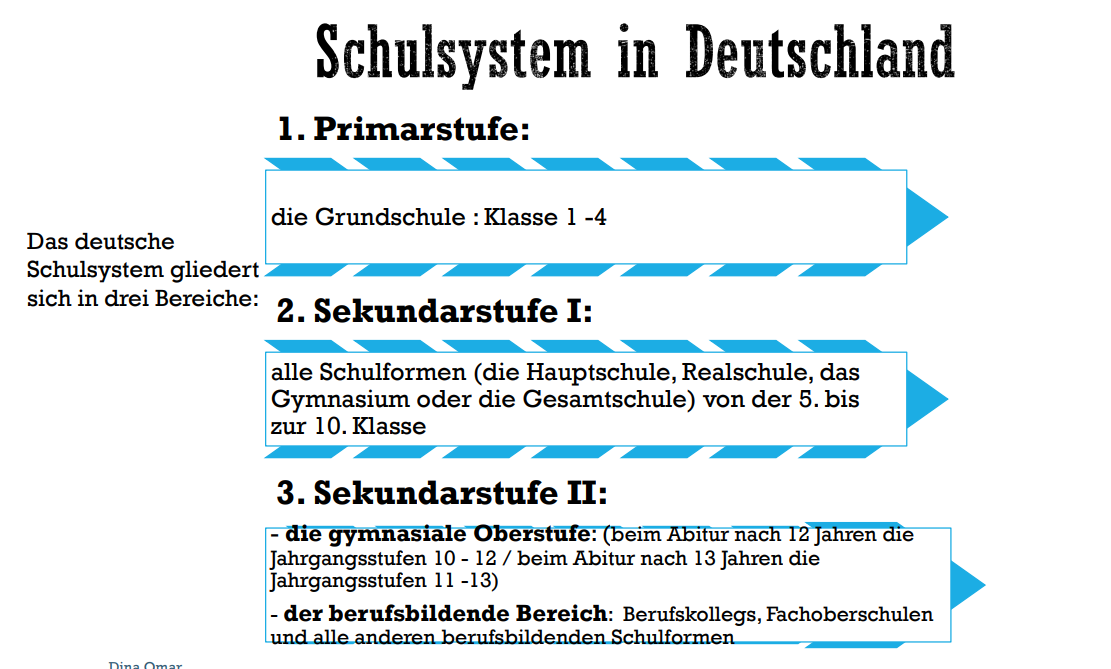 Schulsystem in Deutschland
1. Primarstufe:
die Grundschule : Klasse 1 -4
Das deutsche
Schulsystem gliedert
sich in drei Bereiche:
2. Sekundarstufe I:
alle Schulformen (die Hauptschule, Realschule, das
Gymnasium oder die Gesamtschule) von der 5. bis
zur 10. Klasse
3. Sekundarstufe II:
- die gymnasiale Oberstufe: (beim Abitur nach 12 Jahren die
Jahrgangsstufen 10 - 12 / beim Abitur nach 13 Jahren die
Jahrgangsstufen 11 -13)
- der berufsbildende Bereich: Berufskollegs, Fachoberschulen
und alle anderen berufsbildenden Schulformen
Dina Omar